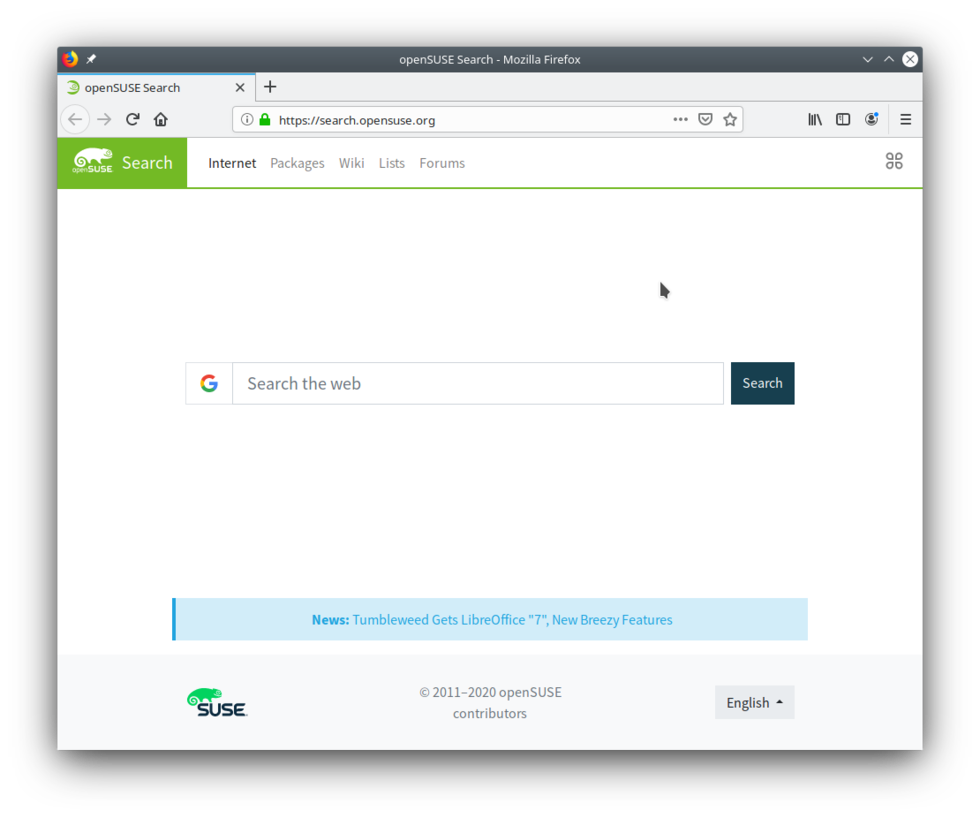 openSUSE Search - Mozilla Firefox
openSUSE Search
https://search.opensuse.org
openSUSE Search Internet Packages Wiki Lists Forums
Search the web Search
News: Tumbleweed Gets LibreOffice "7", New Breezy Features
SUSE
© 2011–2020 openSUSE
contributors
English